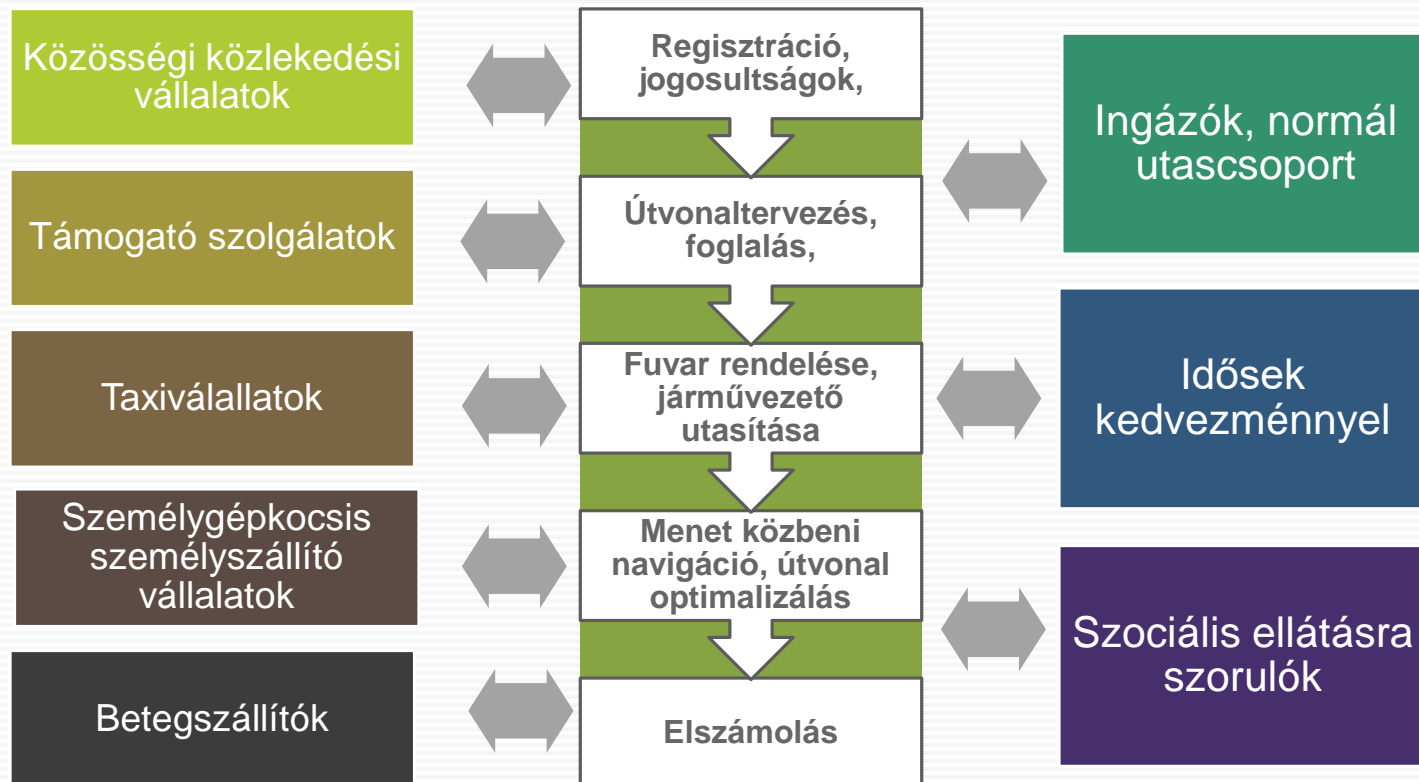 Közösségi közlekedési
vállalatok
Támogató szolgálatok
Taxiválallatok
Személygépkocsis
személyszállító
vállalatok
Betegszállítók
Regisztráció,
jogosultságok,
Útvonaltervezés,
foglalás,
Fuvar rendelése,
járművezető
utasítása
Menet közbeni
navigáció, útvonal
optimalizálás
Elszámolás
Ingázók, normál
utascsoport
Idősek
kedvezménnyel
Szociális ellátásra
szorulók